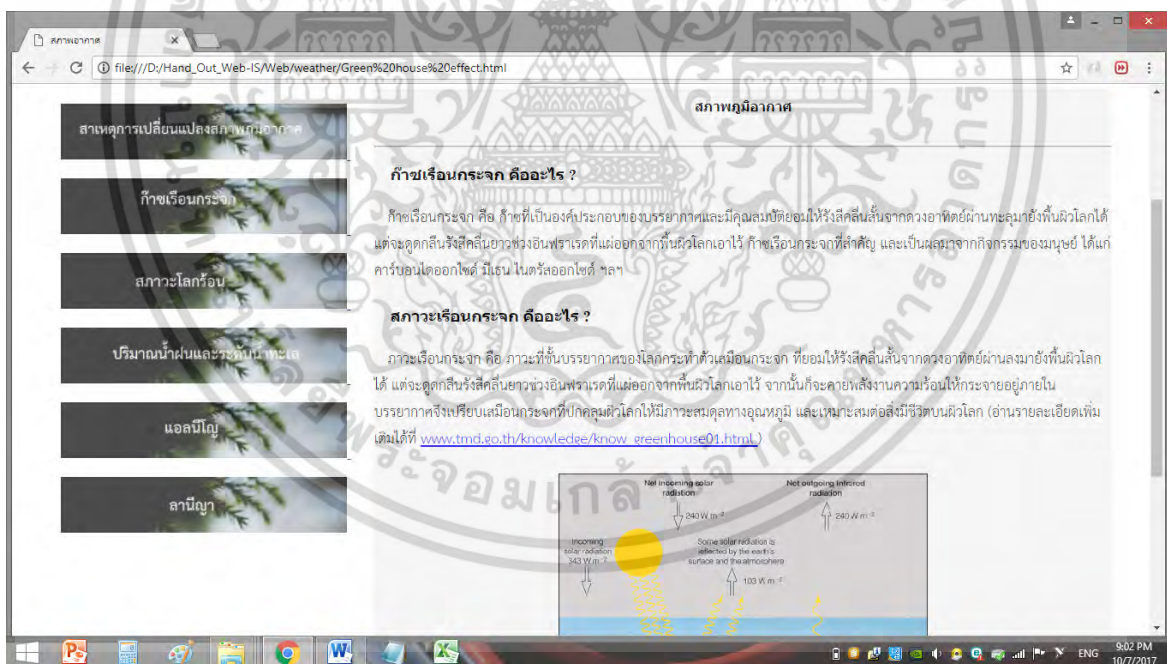 สภาพอากาศ
file:///D:/Hand_Out_Web-IS/Web/weather/Green%20house%20effect.html
สาเหตุการเปลี่ยนแปลงสภาพภูมิอากาศ
ก๊าซเรือนกระจก
สภาวะโลกร้อน
ปริมาณน้ำฝนและระดับน้ำทะเล
แอลนีโญ
ลานีญา
สภาพภูมิอากาศ
ก๊าซเรือนกระจก คืออะไร ?
ก๊าซเรือนกระจก คือ ก๊าซที่เป็นองค์ประกอบของบรรยากาศและมีคุณสมบัติยอมให้รังสีคลื่นสั้นจากดวงอาทิตย์ผ่านทะลุมายังพื้นผิวโลกได้
แต่จะดูดกลืนรังสีคลื่นยาวช่วงอินฟราเรดที่แผ่ออกจากพื้นผิวโลกเอาไว้ ก๊าซเรือนกระจกที่สำคัญ และเป็นผลมาจากกิจกรรมของมนุษย์ ได้แก่
คาร์บอนไดออกไซด์ มีเธน ไนตรัสออกไซด์ ฯลฯ
สภาวะเรือนกระจก คืออะไร ?
ภาวะเรือนกระจก คือ ภาวะที่ชั้นบรรยากาศของโลกกระทำตัวเสมือนกระจก ที่ยอมให้รังสีคลื่นสั้นจากดวงอาทิตย์ผ่านลงมายังพื้นผิวโลก
ได้ แต่จะดูดกลืนรังสีคลื่นยาวช่วงอินฟราเรดที่แผ่ออกจากพื้นผิวโลกเอาไว้ จากนั้นก็จะคายพลังงานความร้อนให้กระจายอยู่ภายใน
บรรยากาศจึงเปรียบเสมือนกระจกที่ปกคลุมผิวโลกให้มีภาวะสมดุลทางอุณหภูมิ และเหมาะสมต่อสิ่งมีชีวิตบนผิวโลก (อ่านรายละเอียดเพิ่ม
เติมได้ที่ www.tmd.go.th/knowledge/know_greenhouse01.html )
Net incoming solar
radiation
240 W m⁻²
Net outgoing infrared
radiation
240 W m⁻²
Incoming
solar radiation
343 W m⁻²
Some solar radiation is
reflected by the earth's
surface and the atmosphere
103 W m⁻²
ENG
9:02 PM
10/7/2017